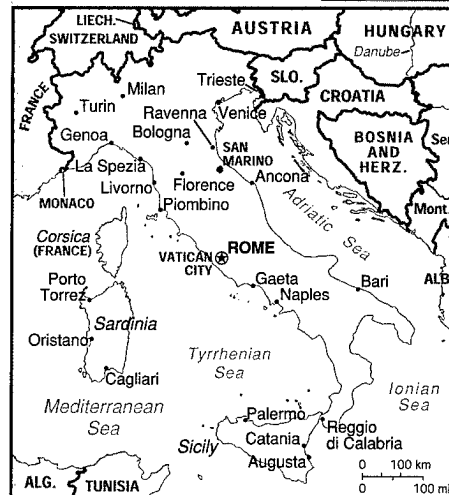 LIECH.
SWITZERLAND
AUSTRIA
HUNGARY
Danube
SLO.
CROATIA
FRANCE
Milan
Turin
Trieste
Venice
Ravenna
Bologna
Genoa
SAN
MARINO
BOSNIA
AND
HERZ.
La Spezia
Livorno
Florence
Ancona
MONACO
Piombino
Adriatic Sea
Mont.
Corsica
(FRANCE)
VATICAN
CITY
ROME
ALB
Porto
Torrez
Gaeta
Naples
Bari
Sardinia
Oristano
Cagliari
Tyrrhenian
Sea
Ionian
Sea
Mediterranean
Sea
Palermo
Sicily
Catania
Augusta
Reggio
di Calabria
ALG.
TUNISIA
0 100 km
0 100 mi